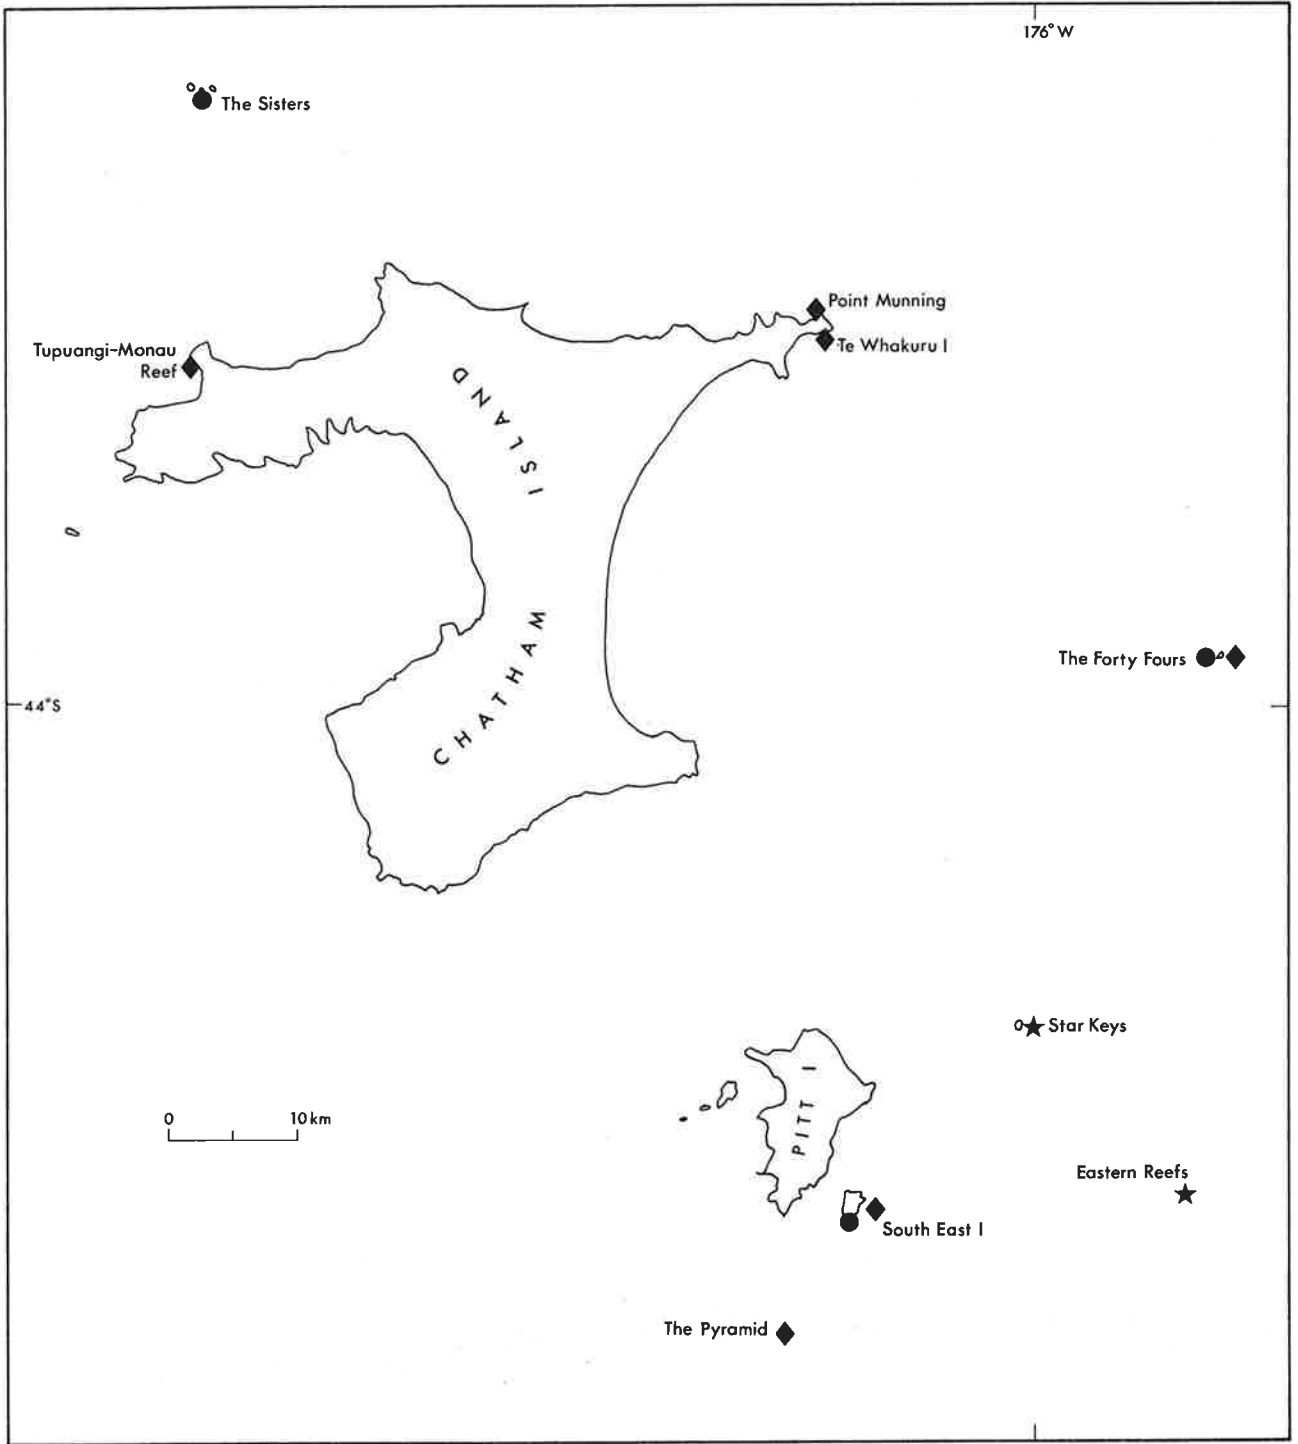 176° W
The Sisters
Point Munning
Te Whakuru I
Tupuangi-Monau
Reef
CHATHAM ISLAND
The Forty Fours
44°S
Star Keys
PITT I
0 10 km
Eastern Reefs
South East I
The Pyramid